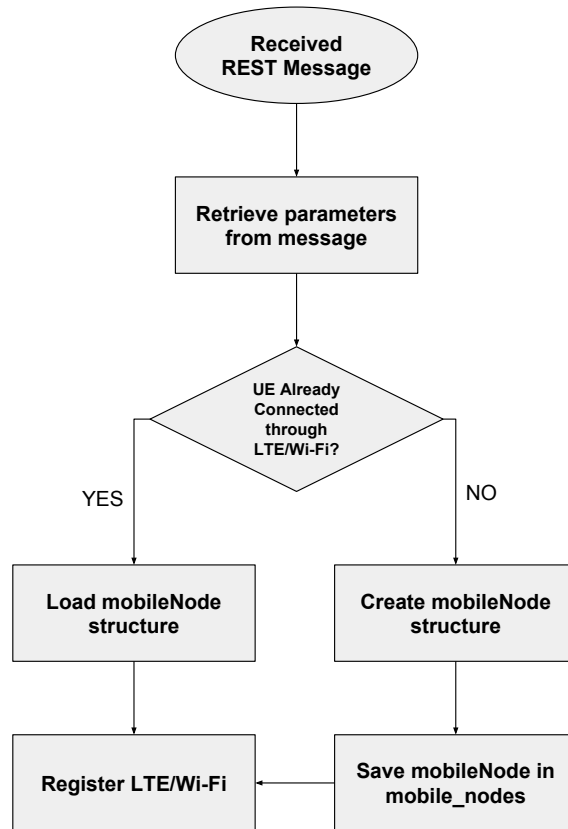 Received
REST Message
Retrieve parameters
from message
UE Already
Connected
through
LTE/Wi-Fi?
YES
NO
Load mobileNode
structure
Create mobileNode
structure
Register LTE/Wi-Fi
Save mobileNode in
mobile_nodes